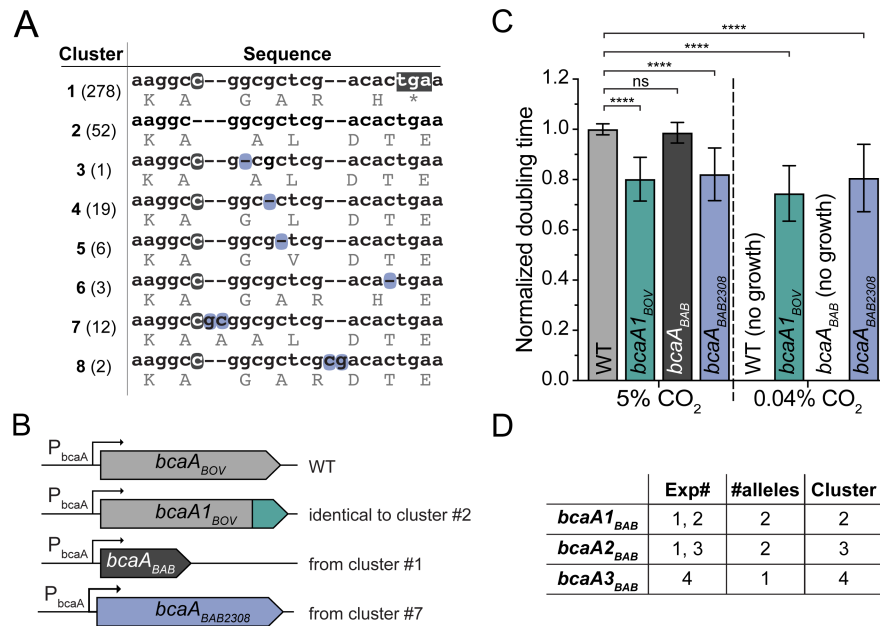 A
Cluster Sequence
1 (278) aaggcc--ggcgctcg--acactgaa
K A G A R H *
2 (52) aaggc---ggcgctcg--acactgaa
K A A L D T E
3 (1) aaggcc--g-cgctcg--acactgaa
K A A L D T E
4 (19) aaggcc--ggc-ctcg--acactgaa
K A G L D T E
5 (6) aaggcc--ggcg-tcg--acactgaa
K A G V D T E
6 (3) aaggcc--ggcgctcg--aca-tgaa
K A G A R H E
7 (12) aaggccgcggcgctcg--acactgaa
K A A A L D T E
8 (2) aaggcc--ggcgctcgcgacactgaa
K A G A R D T E
B
PbcaA bcaABOV WT
PbcaA bcaA1BOV identical to cluster #2
PbcaA bcaABAB from cluster #1
PbcaA bcaABAB2308 from cluster #7
C
****
****
****
ns
****
Normalized doubling time
1.2
1.0
0.8
0.6
0.4
0.2
0.0
WT
bcaA1BOV
bcaABAB
bcaABAB2308
WT (no growth)
bcaA1BOV
bcaABAB (no growth)
bcaABAB2308
5% CO2 0.04% CO2
D
Exp# #alleles Cluster
bcaA1BAB 1, 2 2 2
bcaA2BAB 1, 3 2 3
bcaA3BAB 4 1 4